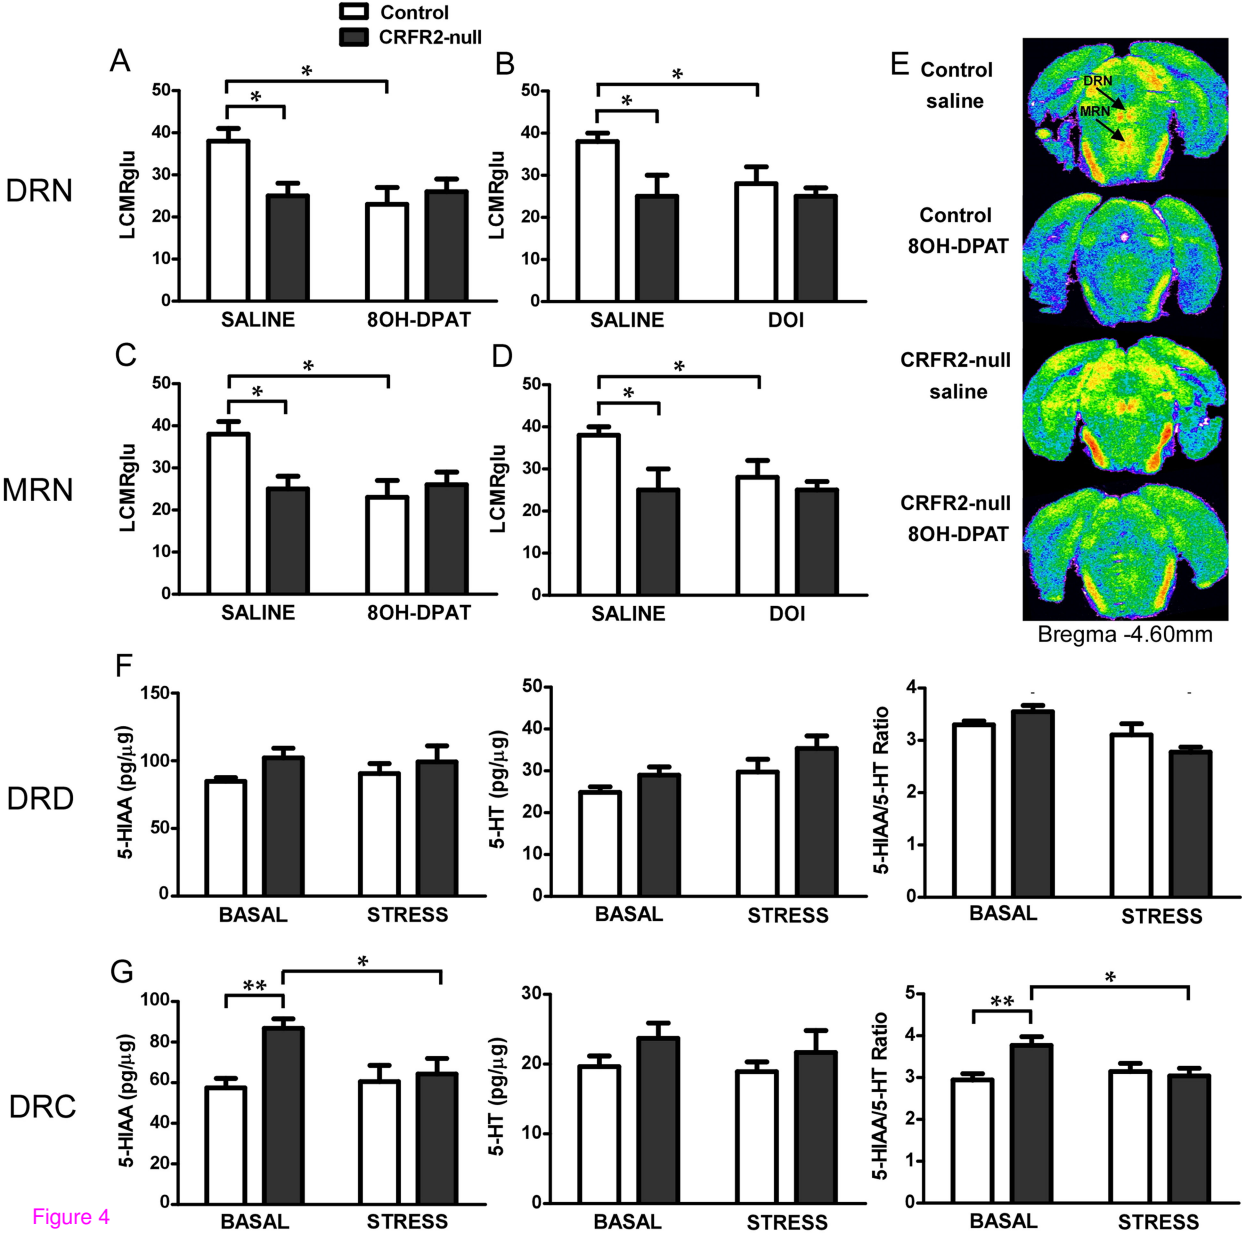 Control
CRFR2-null
A
*
*
50
40
30
20
10
0
LCMRglu
SALINE 8OH-DPAT
DRN
B
*
*
50
40
30
20
10
0
LCMRglu
SALINE DOI
E
Control
saline
DRN
MRN
Control
8OH-DPAT
CRFR2-null
saline
CRFR2-null
8OH-DPAT
Bregma -4.60mm
C
*
*
50
40
30
20
10
0
LCMRglu
SALINE 8OH-DPAT
MRN
D
*
*
50
40
30
20
10
0
LCMRglu
SALINE DOI
F
DRD
150
100
50
0
5-HIAA (pg/µg)
BASAL STRESS
50
40
30
20
10
0
5-HT (pg/µg)
BASAL STRESS
4
3
2
1
0
5-HIAA/5-HT Ratio
BASAL STRESS
G
DRC
**
*
100
80
60
40
20
0
5-HIAA (pg/µg)
BASAL STRESS
30
20
10
0
5-HT (pg/µg)
BASAL STRESS
**
*
5
4
3
2
1
0
5-HIAA/5-HT Ratio
BASAL STRESS
Figure 4